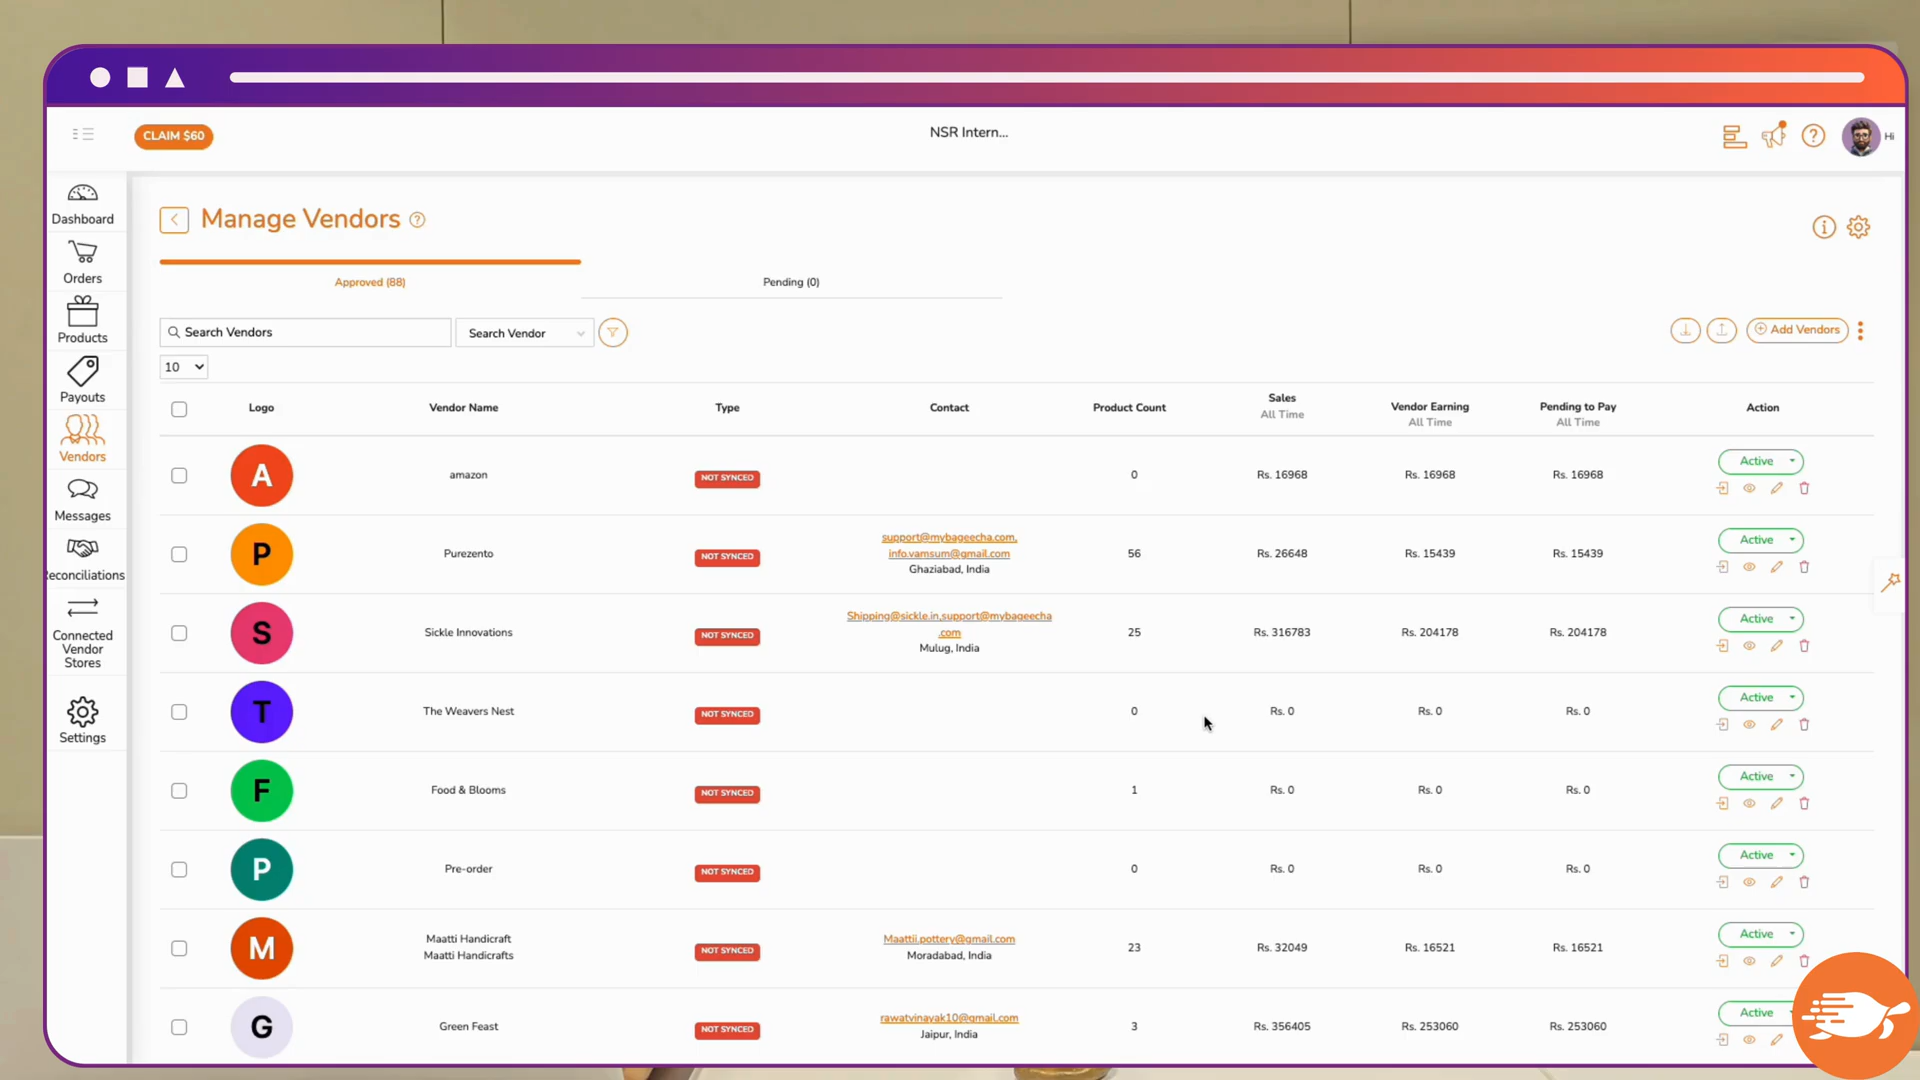 CLAIM $60
NSR Intern...
Hi
Dashboard
Orders
Products
Payouts
Vendors
Messages
Reconciliations
Connected
Vendor
Stores
Settings
Manage Vendors ?
Approved (88)
Pending (0)
Search Vendors
Search Vendor
Add Vendors
10
Logo Vendor Name Type Contact Product Count Sales Vendor Earning Pending to Pay Action
All Time All Time All Time
A amazon NOT SYNCED 0 Rs. 16968 Rs. 16968 Rs. 16968 Active
support@mybageecha.com,
P Purezento NOT SYNCED info.vamsum@gmail.com 56 Rs. 26648 Rs. 15439 Rs. 15439 Active
Ghaziabad, India
Shipping@sickle.in,support@mybageecha
S Sickle Innovations NOT SYNCED .com 25 Rs. 316783 Rs. 204178 Rs. 204178 Active
Mulug, India
T The Weavers Nest NOT SYNCED 0 Rs. 0 Rs. 0 Rs. 0 Active
F Food & Blooms NOT SYNCED 1 Rs. 0 Rs. 0 Rs. 0 Active
P Pre-order NOT SYNCED 0 Rs. 0 Rs. 0 Rs. 0 Active
M Maatti Handicraft NOT SYNCED Maattii.pottery@gmail.com 23 Rs. 32049 Rs. 16521 Rs. 16521 Active
Maatti Handicrafts Moradabad, India
G Green Feast NOT SYNCED rawatvinayak10@gmail.com 3 Rs. 356405 Rs. 253060 Rs. 253060 Active
Jaipur, India